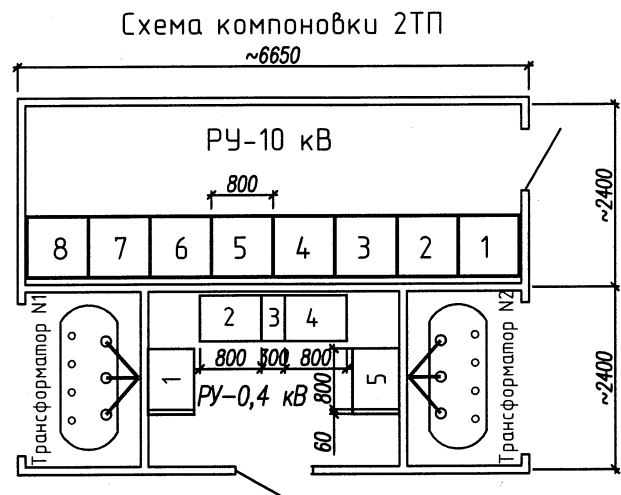 Схема компоновки 2ТП
~6650
РУ-10 кВ
800
~2400
8 7 6 5 4 3 2 1
Трансформатор N1
2 3 4
Трансформатор N2
800 300 800
1
5
РУ-0,4 кВ
800
~2400
60